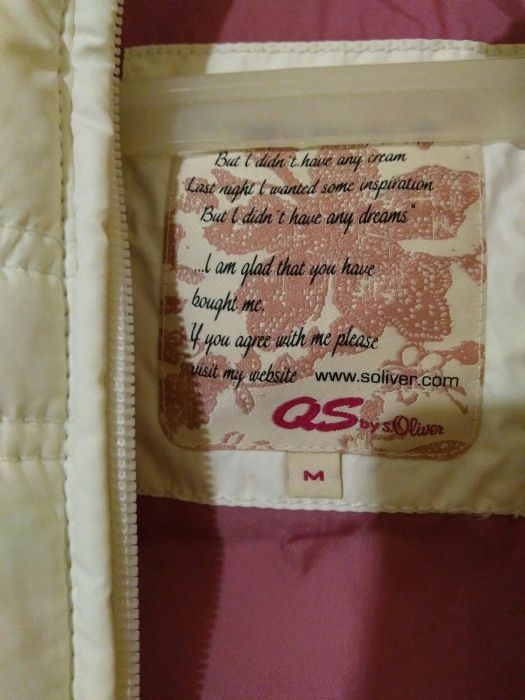 But I didn't have any cream
Last night I wanted some inspiration
But I didn't have any dreams"
...I am glad that you have
bought me.
If you agree with me please
visit my website www.soliver.com
QS by s.Oliver
M